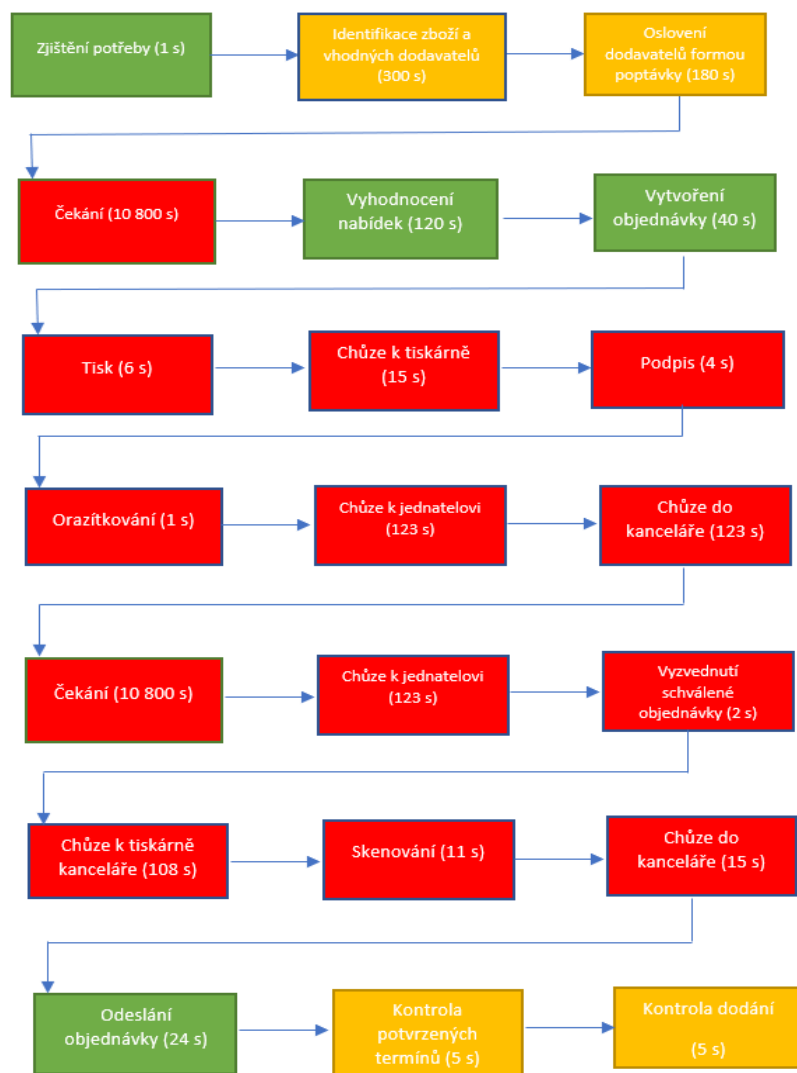 Zjištění potřeby (1 s)
Identifikace zboží a
vhodných dodavatelů
(300 s)
Oslovení
dodavatelů formou
poptávky (180 s)
Čekání (10 800 s)
Vyhodnocení
nabídek (120 s)
Vytvoření
objednávky (40 s)
Tisk (6 s)
Chůze k tiskárně
(15 s)
Podpis (4 s)
Orazítkování (1 s)
Chůze k jednatelovi
(123 s)
Chůze do
kanceláře (123 s)
Čekání (10 800 s)
Chůze k jednatelovi
(123 s)
Vyzvednutí
schválené
objednávky (2 s)
Chůze k tiskárně
kanceláře (108 s)
Skenování (11 s)
Chůze do
kanceláře (15 s)
Odeslání
objednávky (24 s)
Kontrola
potvrzených
termínů (5 s)
Kontrola dodání
(5 s)